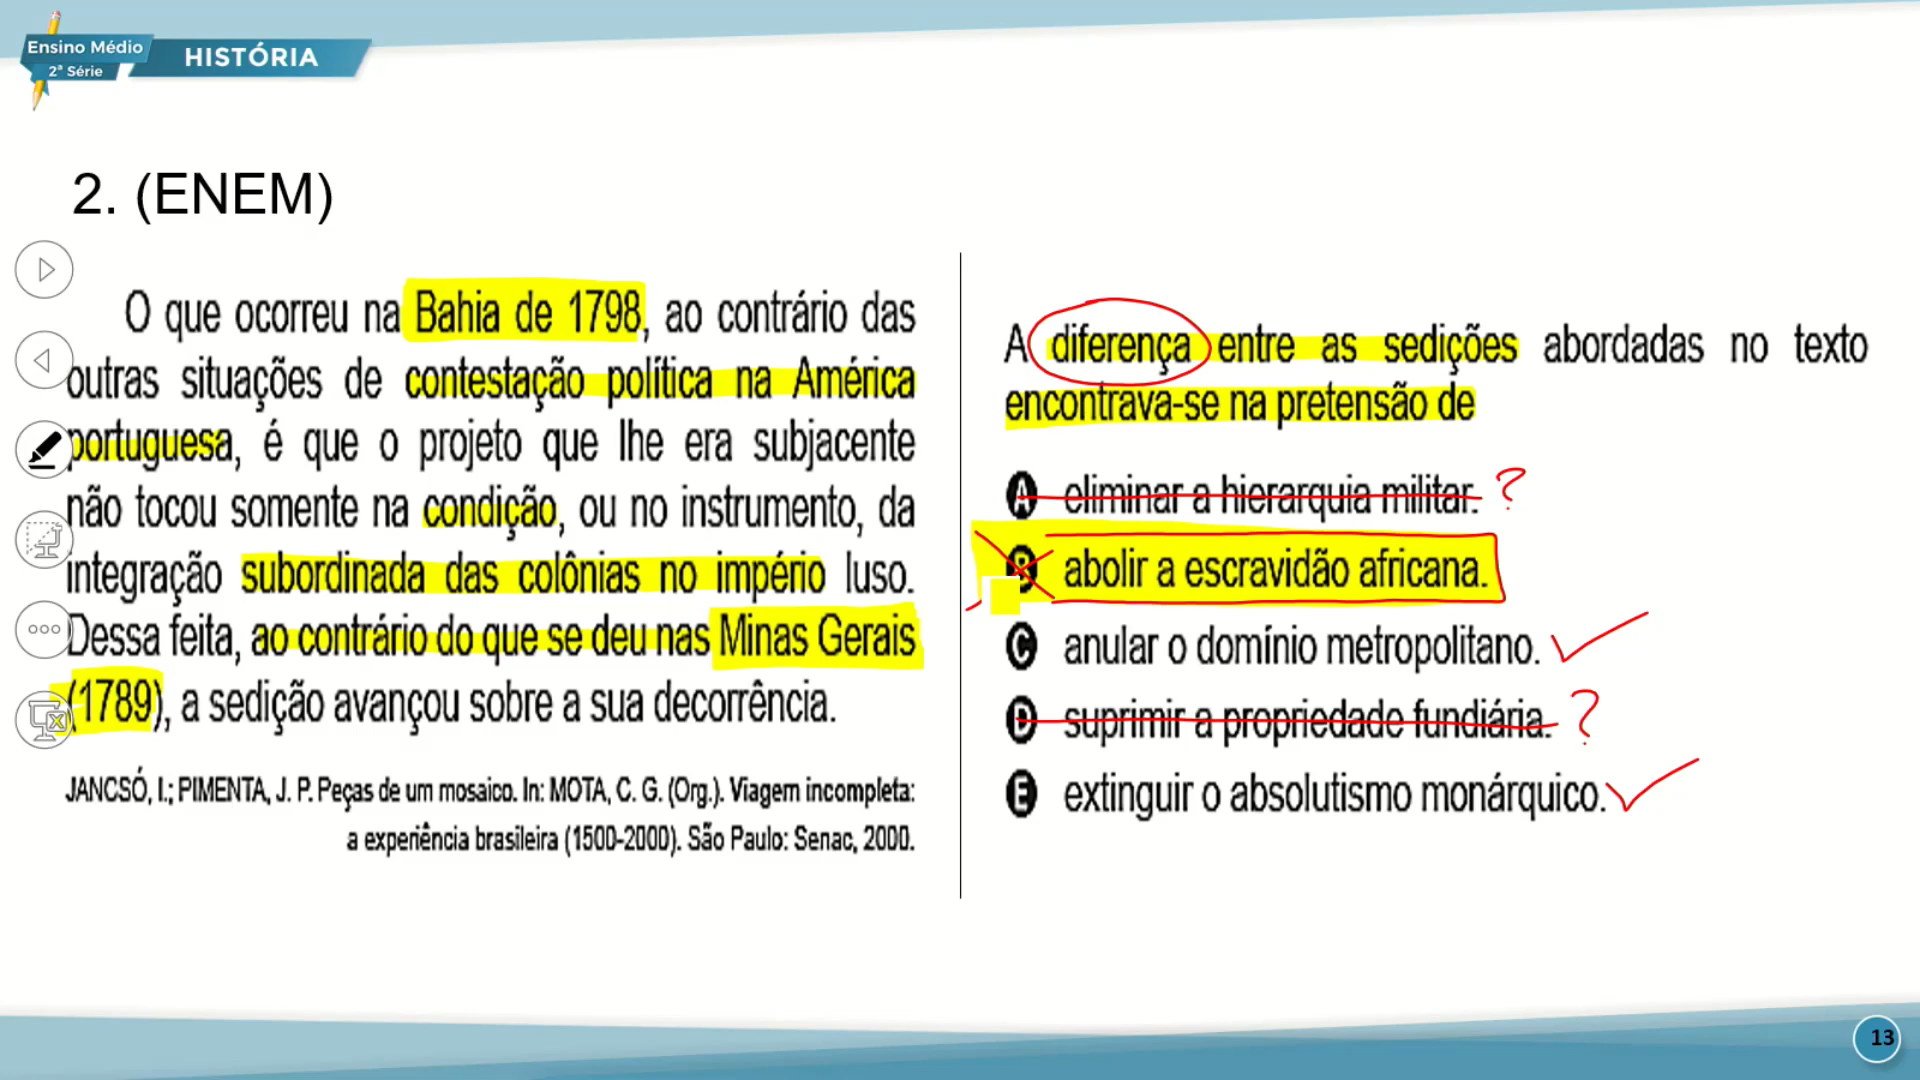 Ensino Médio
2ª Série
HISTÓRIA
2. (ENEM)
O que ocorreu na Bahia de 1798, ao contrário das
outras situações de contestação política na América
portuguesa, é que o projeto que lhe era subjacente
não tocou somente na condição, ou no instrumento, da
integração subordinada das colônias no império luso.
Dessa feita, ao contrário do que se deu nas Minas Gerais
(1789), a sedição avançou sobre a sua decorrência.
JANCSÓ, I.; PIMENTA, J. P. Peças de um mosaico. In: MOTA, C. G. (Org.). Viagem incompleta:
a experiência brasileira (1500-2000). São Paulo: Senac, 2000.
A diferença entre as sedições abordadas no texto
encontrava-se na pretensão de
A eliminar a hierarquia militar. ?
B abolir a escravidão africana.
C anular o domínio metropolitano.
D suprimir a propriedade fundiária. ?
E extinguir o absolutismo monárquico.
13